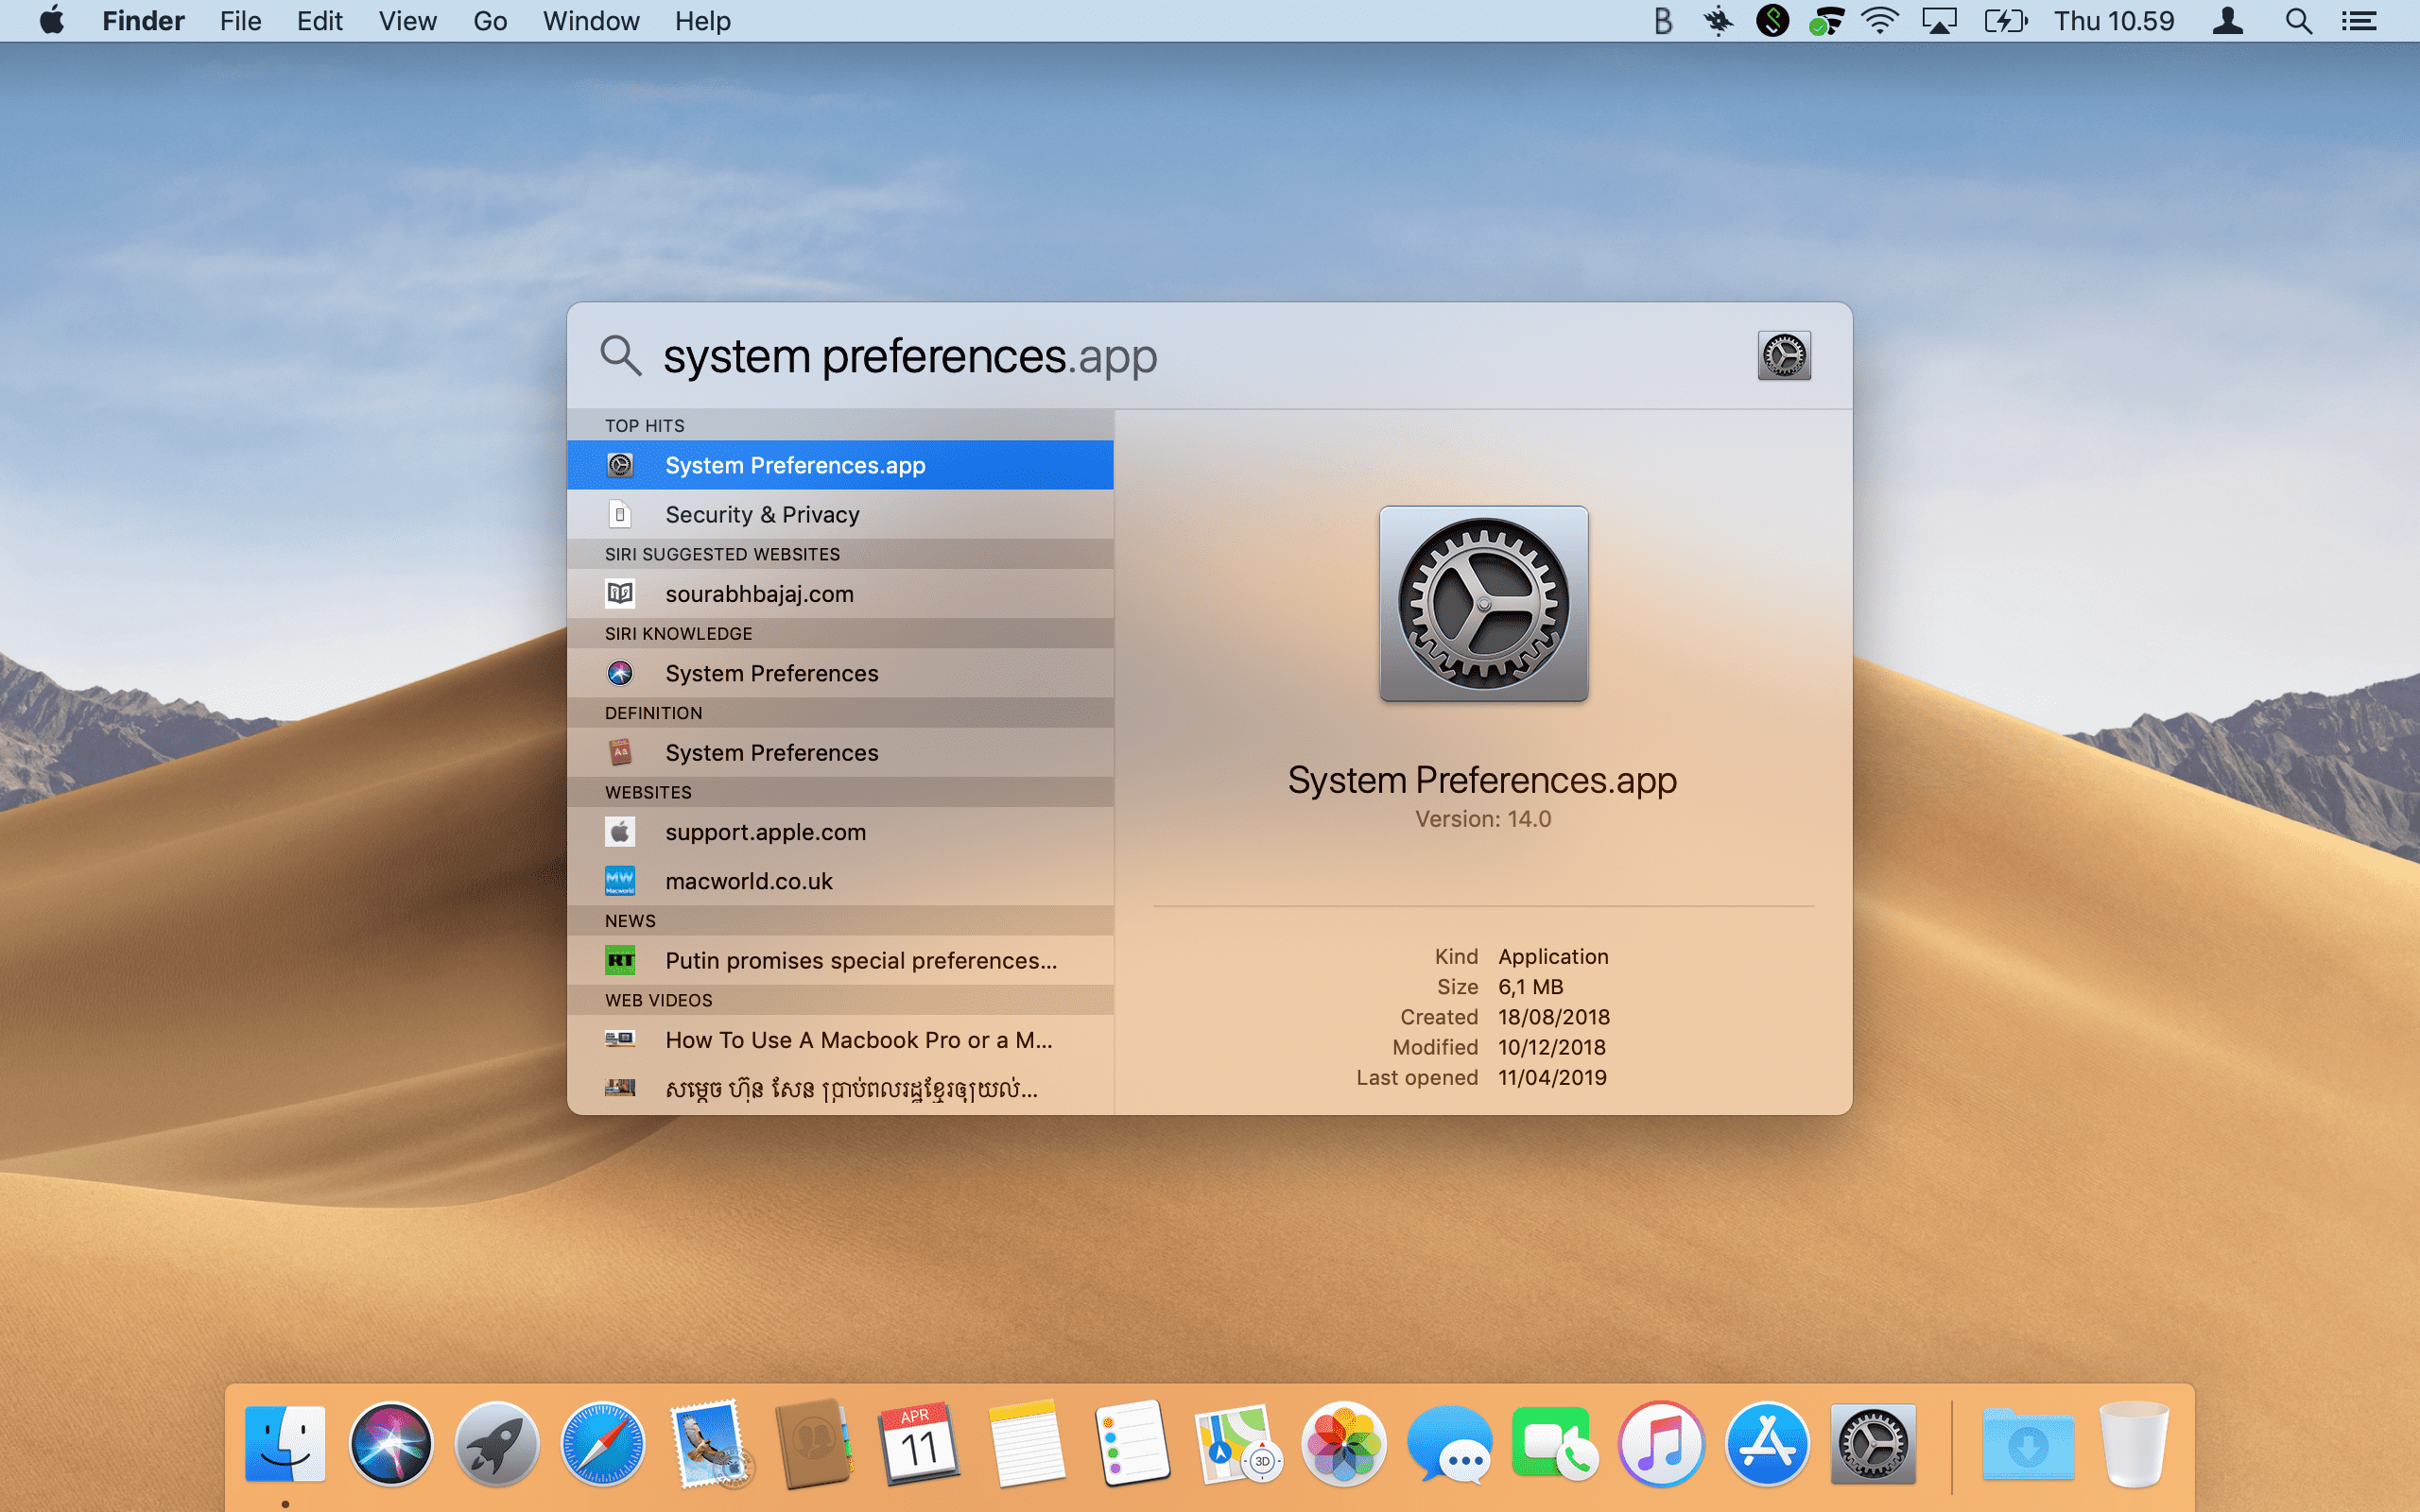 Finder File Edit View Go Window Help Thu 10.59
system preferences.app
TOP HITS
System Preferences.app
Security & Privacy
SIRI SUGGESTED WEBSITES
sourabhbajaj.com
SIRI KNOWLEDGE
System Preferences
DEFINITION
System Preferences
WEBSITES
support.apple.com
macworld.co.uk
NEWS
RT
Putin promises special preferences...
WEB VIDEOS
How To Use A Macbook Pro or a M...
សម្តេច ហ៊ុន សែន ប្រាប់ពលរដ្ឋខ្មែរឲ្យយល់...
System Preferences.app
Version: 14.0
Kind Application
Size 6,1 MB
Created 18/08/2018
Modified 10/12/2018
Last opened 11/04/2019
APR
11
3D